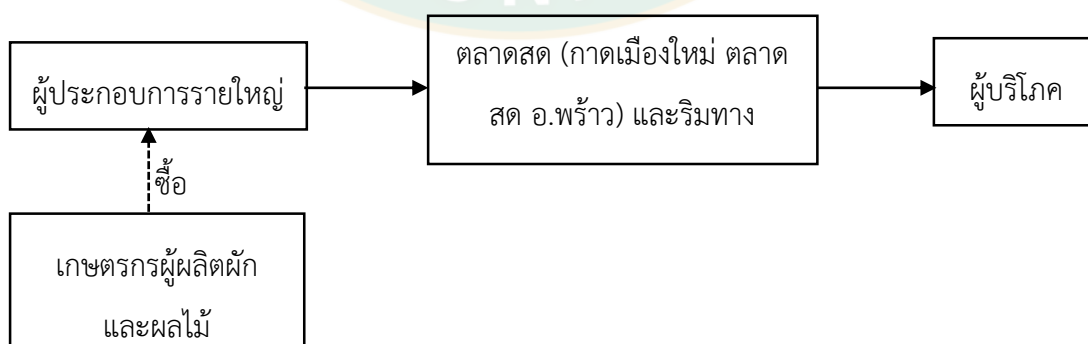 ผู้ประกอบการรายใหญ่
ตลาดสด (กาดเมืองใหม่ ตลาด
สด อ.พร้าว) และริมทาง
ผู้บริโภค
ซื้อ
เกษตรกรผู้ผลิตผัก
และผลไม้